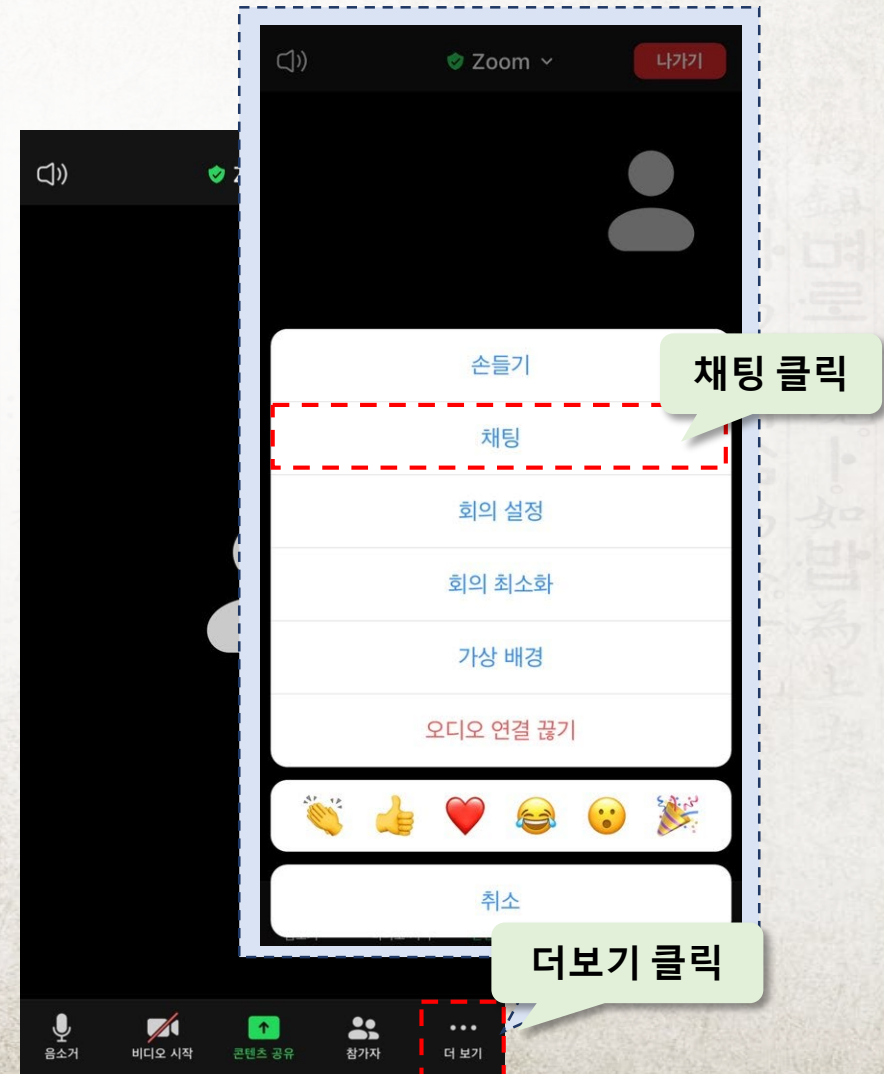 Zoom
나가기
손들기
채팅
채팅 클릭
회의 설정
회의 최소화
가상 배경
오디오 연결 끊기
취소
더보기 클릭
음소거
비디오 시작
콘텐츠 공유
참가자
더 보기